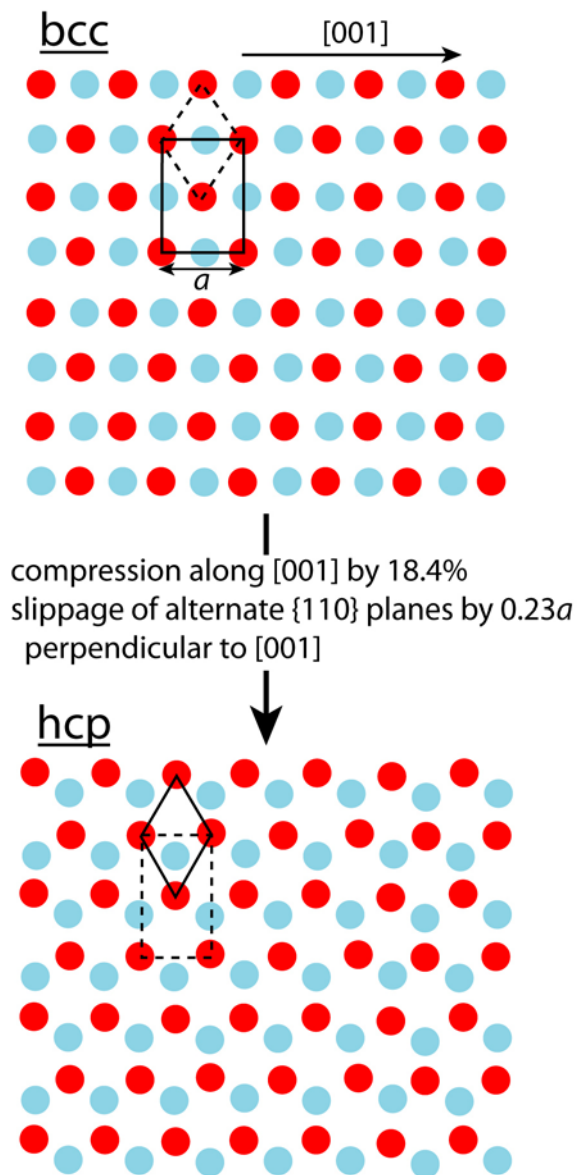 bcc
[001]
a
compression along [001] by 18.4%
slippage of alternate {110} planes by 0.23a
perpendicular to [001]
hcp